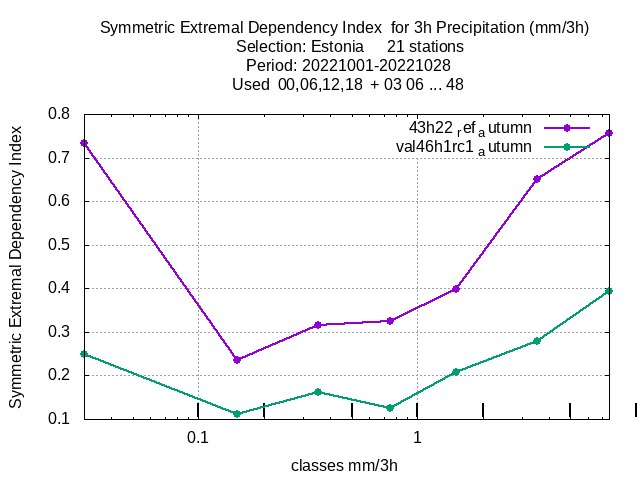 Symmetric Extremal Dependency Index  for 3h Precipitation (mm/3h)
Selection: Estonia     21 stations
Period: 20221001-20221028
Used  00,06,12,18  + 03 06 ... 48
43h22 ref a utumn
val46h1rc1 a utumn
0.8
0.7
0.6
0.5
0.4
0.3
0.2
0.1
Symmetric Extremal Dependency Index
0.1
1
classes mm/3h